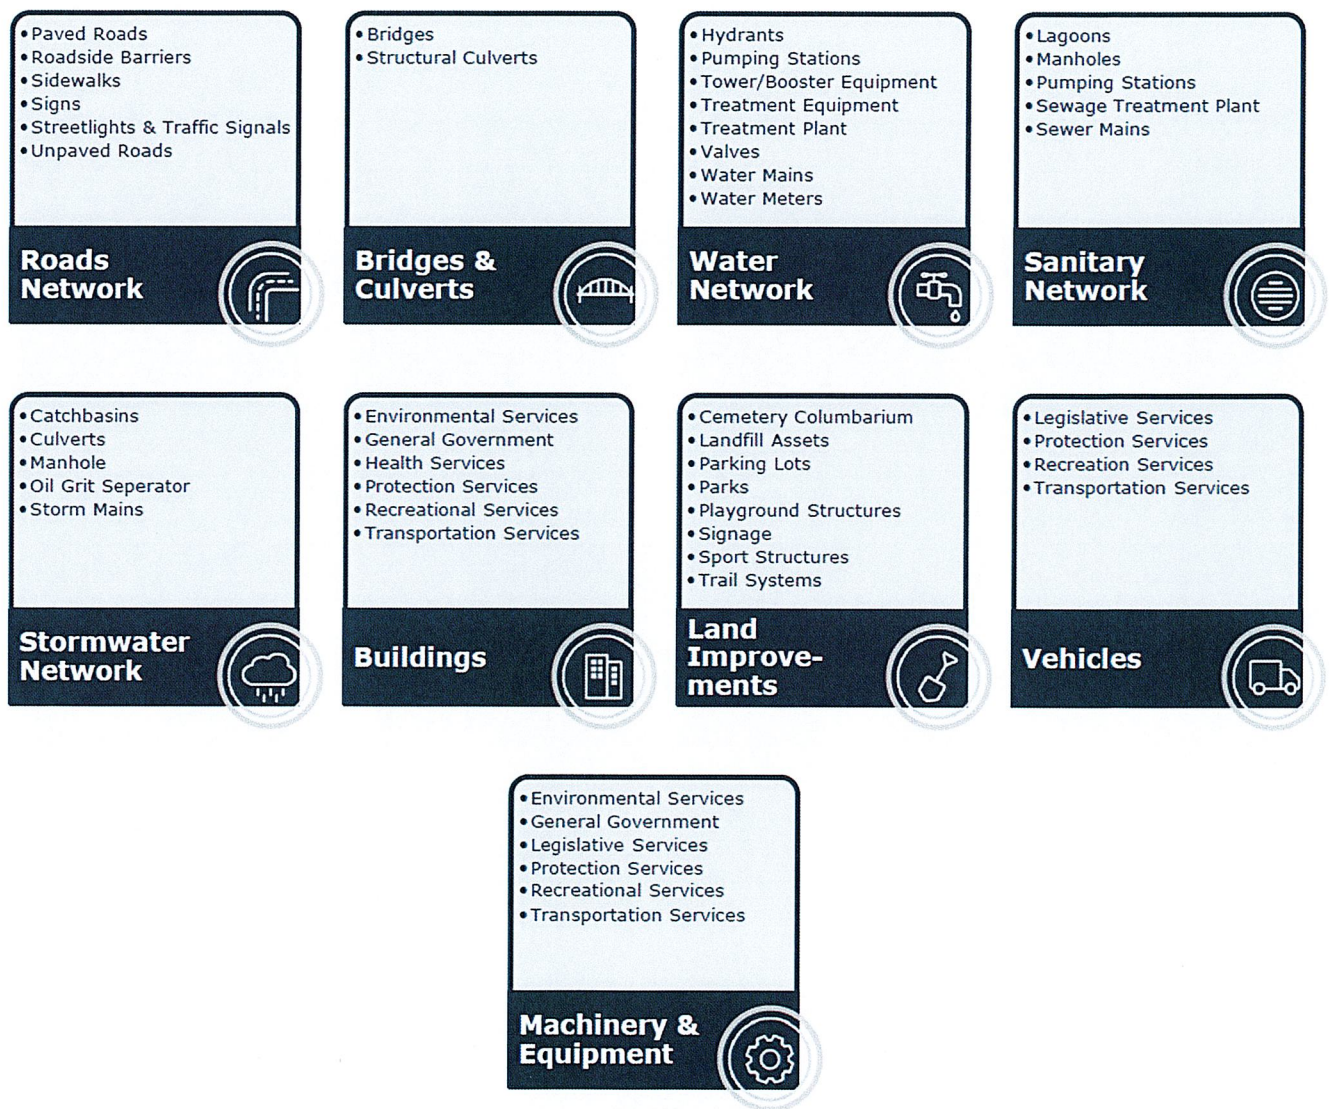 • Paved Roads
• Roadside Barriers
• Sidewalks
• Signs
• Streetlights & Traffic Signals
• Unpaved Roads
Roads
Network
• Bridges
• Structural Culverts
Bridges &
Culverts
• Hydrants
• Pumping Stations
• Tower/Booster Equipment
• Treatment Equipment
• Treatment Plant
• Valves
• Water Mains
• Water Meters
Water
Network
• Lagoons
• Manholes
• Pumping Stations
• Sewage Treatment Plant
• Sewer Mains
Sanitary
Network
• Catchbasins
• Culverts
• Manhole
• Oil Grit Seperator
• Storm Mains
Stormwater
Network
• Environmental Services
• General Government
• Health Services
• Protection Services
• Recreational Services
• Transportation Services
Buildings
• Cemetery Columbarium
• Landfill Assets
• Parking Lots
• Parks
• Playground Structures
• Signage
• Sport Structures
• Trail Systems
Land
Improve-
ments
• Legislative Services
• Protection Services
• Recreation Services
• Transportation Services
Vehicles
• Environmental Services
• General Government
• Legislative Services
• Protection Services
• Recreational Services
• Transportation Services
Machinery &
Equipment